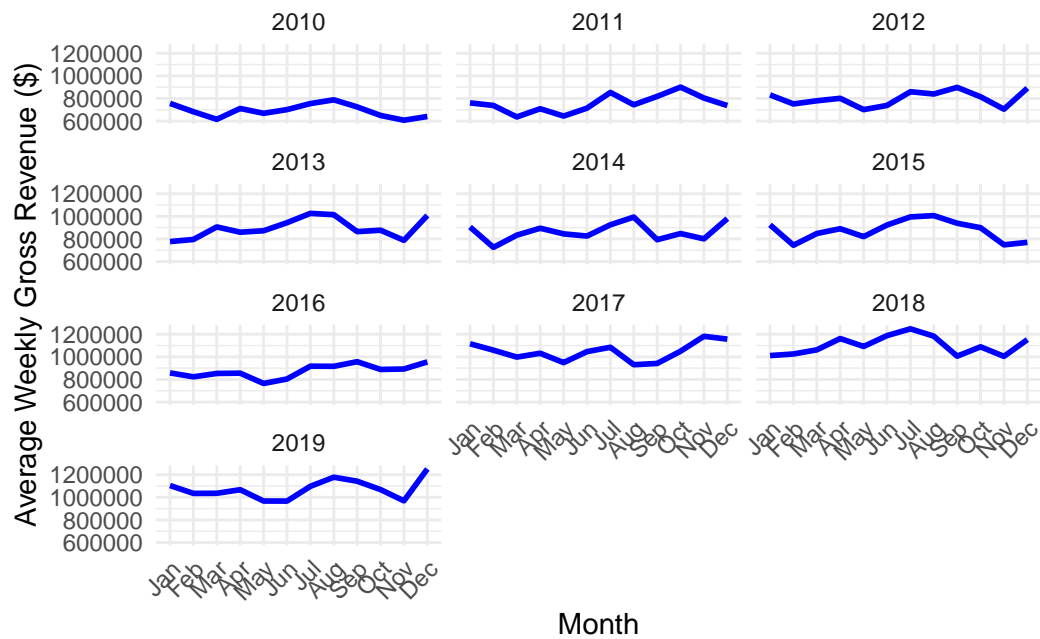 Average Weekly Gross Revenue ($)
2010 2011 2012
1200000
1000000
800000
600000
2013 2014 2015
1200000
1000000
800000
600000
2016 2017 2018
1200000
1000000
800000
600000
Jan Feb Mar Apr May Jun Jul Aug Sep Oct Nov Dec Jan Feb Mar Apr May Jun Jul Aug Sep Oct Nov Dec
2019
1200000
1000000
800000
600000
Jan Feb Mar Apr May Jun Jul Aug Sep Oct Nov Dec
Month